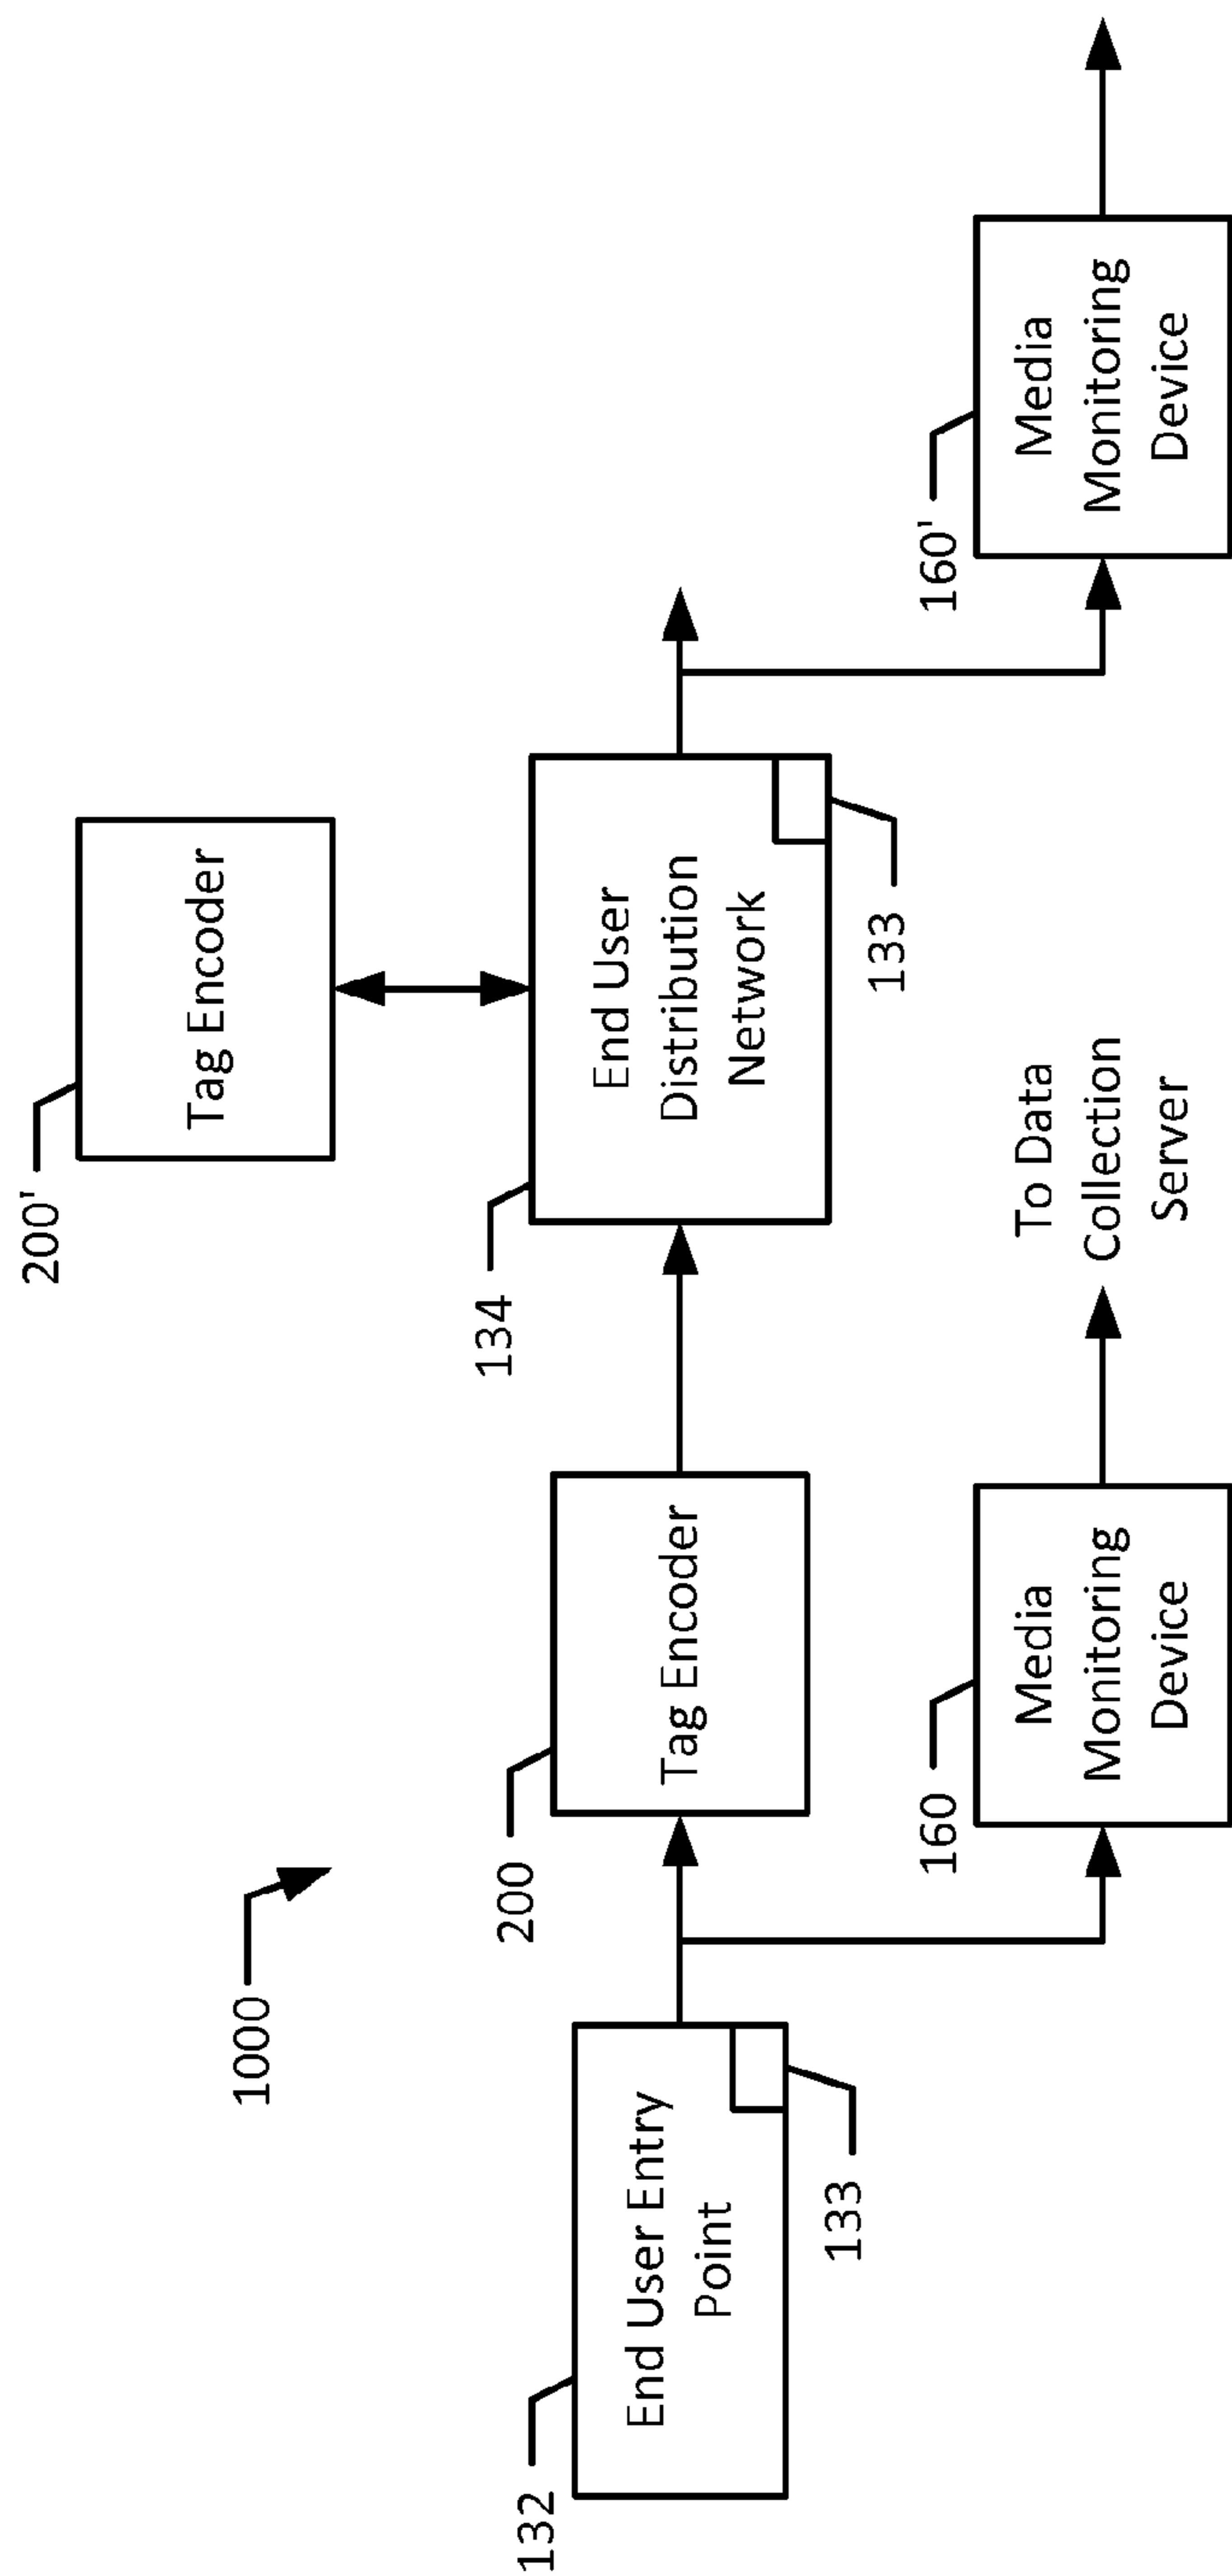 1000
200'
Tag Encoder
132
End User Entry
Point
133
200
Tag Encoder
134
End User
Distribution
Network
133
160
Media
Monitoring
Device
To Data
Collection
Server
160'
Media
Monitoring
Device